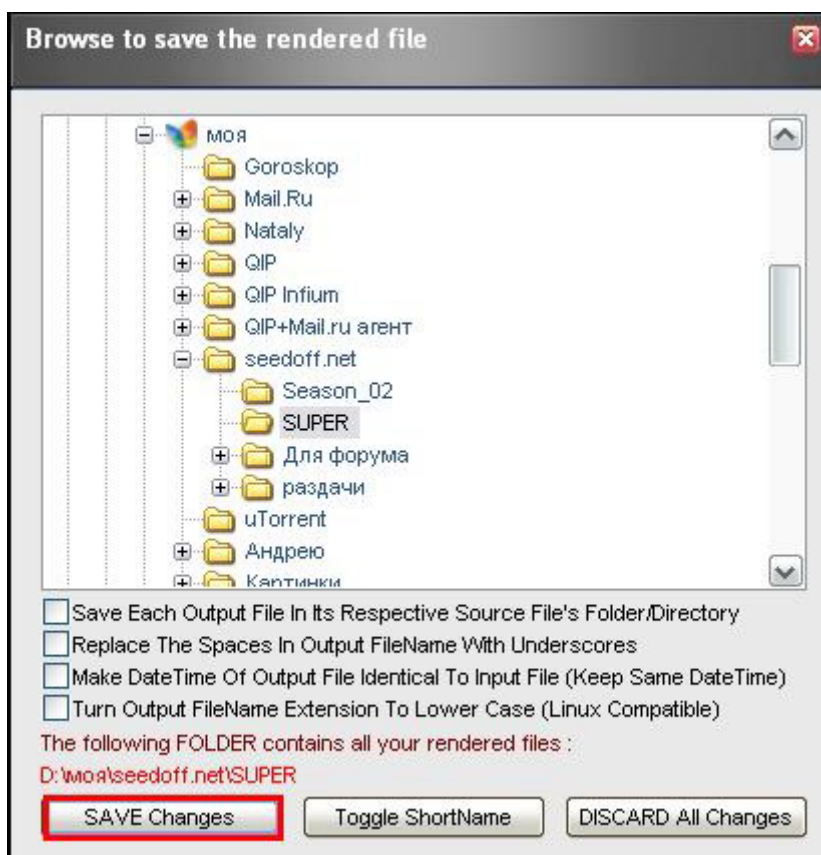 Browse to save the rendered file
моя
Goroskop
Mail.Ru
Nataly
QIP
QIP Infium
QIP+Mail.ru агент
seedoff.net
Season_02
SUPER
Для форума
раздачи
uTorrent
Андрею
Картинки
Save Each Output File In Its Respective Source File's Folder/Directory
Replace The Spaces In Output FileName With Underscores
Make DateTime Of Output File Identical To Input File (Keep Same DateTime)
Turn Output FileName Extension To Lower Case (Linux Compatible)
The following FOLDER contains all your rendered files :
D:\моя\seedoff.net\SUPER
SAVE Changes Toggle ShortName DISCARD All Changes